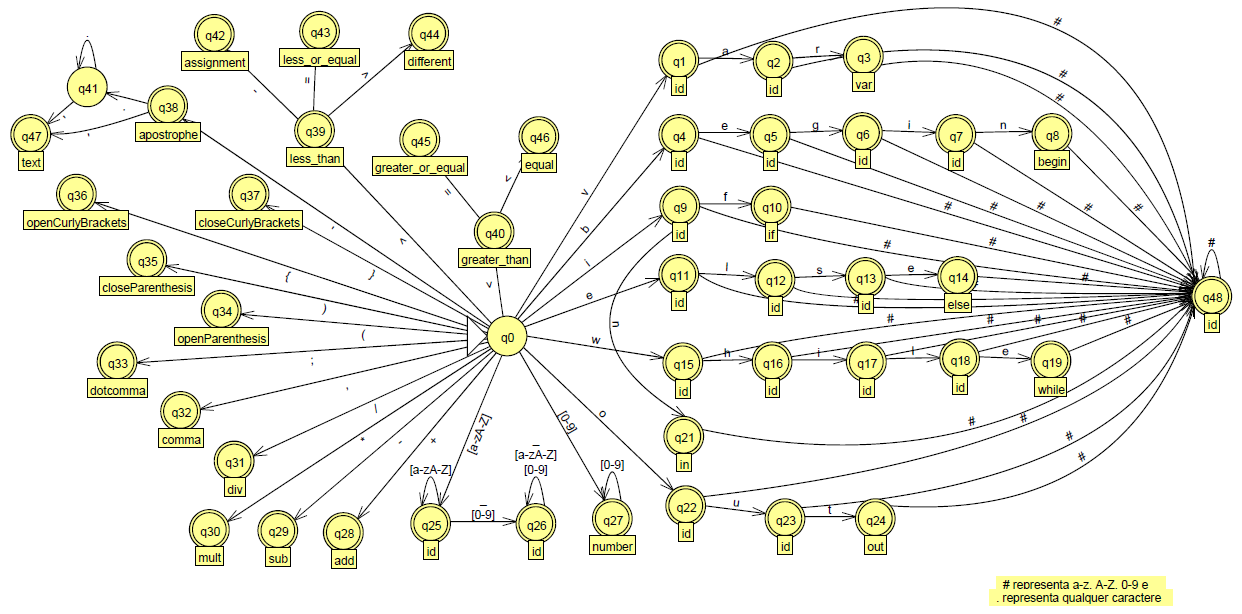 q42
assignment
q43
less_or_equal
q44
different
q41
q38
apostrophe
q47
text
q39
less_than
q45
greater_or_equal
q46
equal
q36
openCurlyBrackets
q37
closeCurlyBrackets
q40
greater_than
q35
closeParenthesis
q34
openParenthesis
q33
dotcomma
q32
comma
q31
div
q30
mult
q29
sub
q28
add
q0
{
}
)
(
;
,
/
*
-
+
=
=
[a-zA-Z]
[0-9]
q25
id
[a-zA-Z]
_
[0-9]
q26
id
_
[a-zA-Z]
[0-9]
q27
number
[0-9]
v
b
i
e
w
o
q1
id
a
q2
id
r
q3
var
#
#
#
q4
id
e
q5
id
g
q6
id
i
q7
id
n
q8
begin
# # # # #
q9
id
f
q10
if
# #
n
q11
id
l
q12
id
s
q13
id
e
q14
else
#
#
q48
id
#
q15
id
h
q16
id
i
q17
id
l
q18
id
e
q19
while
# # # # #
q21
in
#
q22
id
u
q23
id
t
q24
out
#
#
#
# representa a-z, A-Z, 0-9 e
. representa qualquer caractere